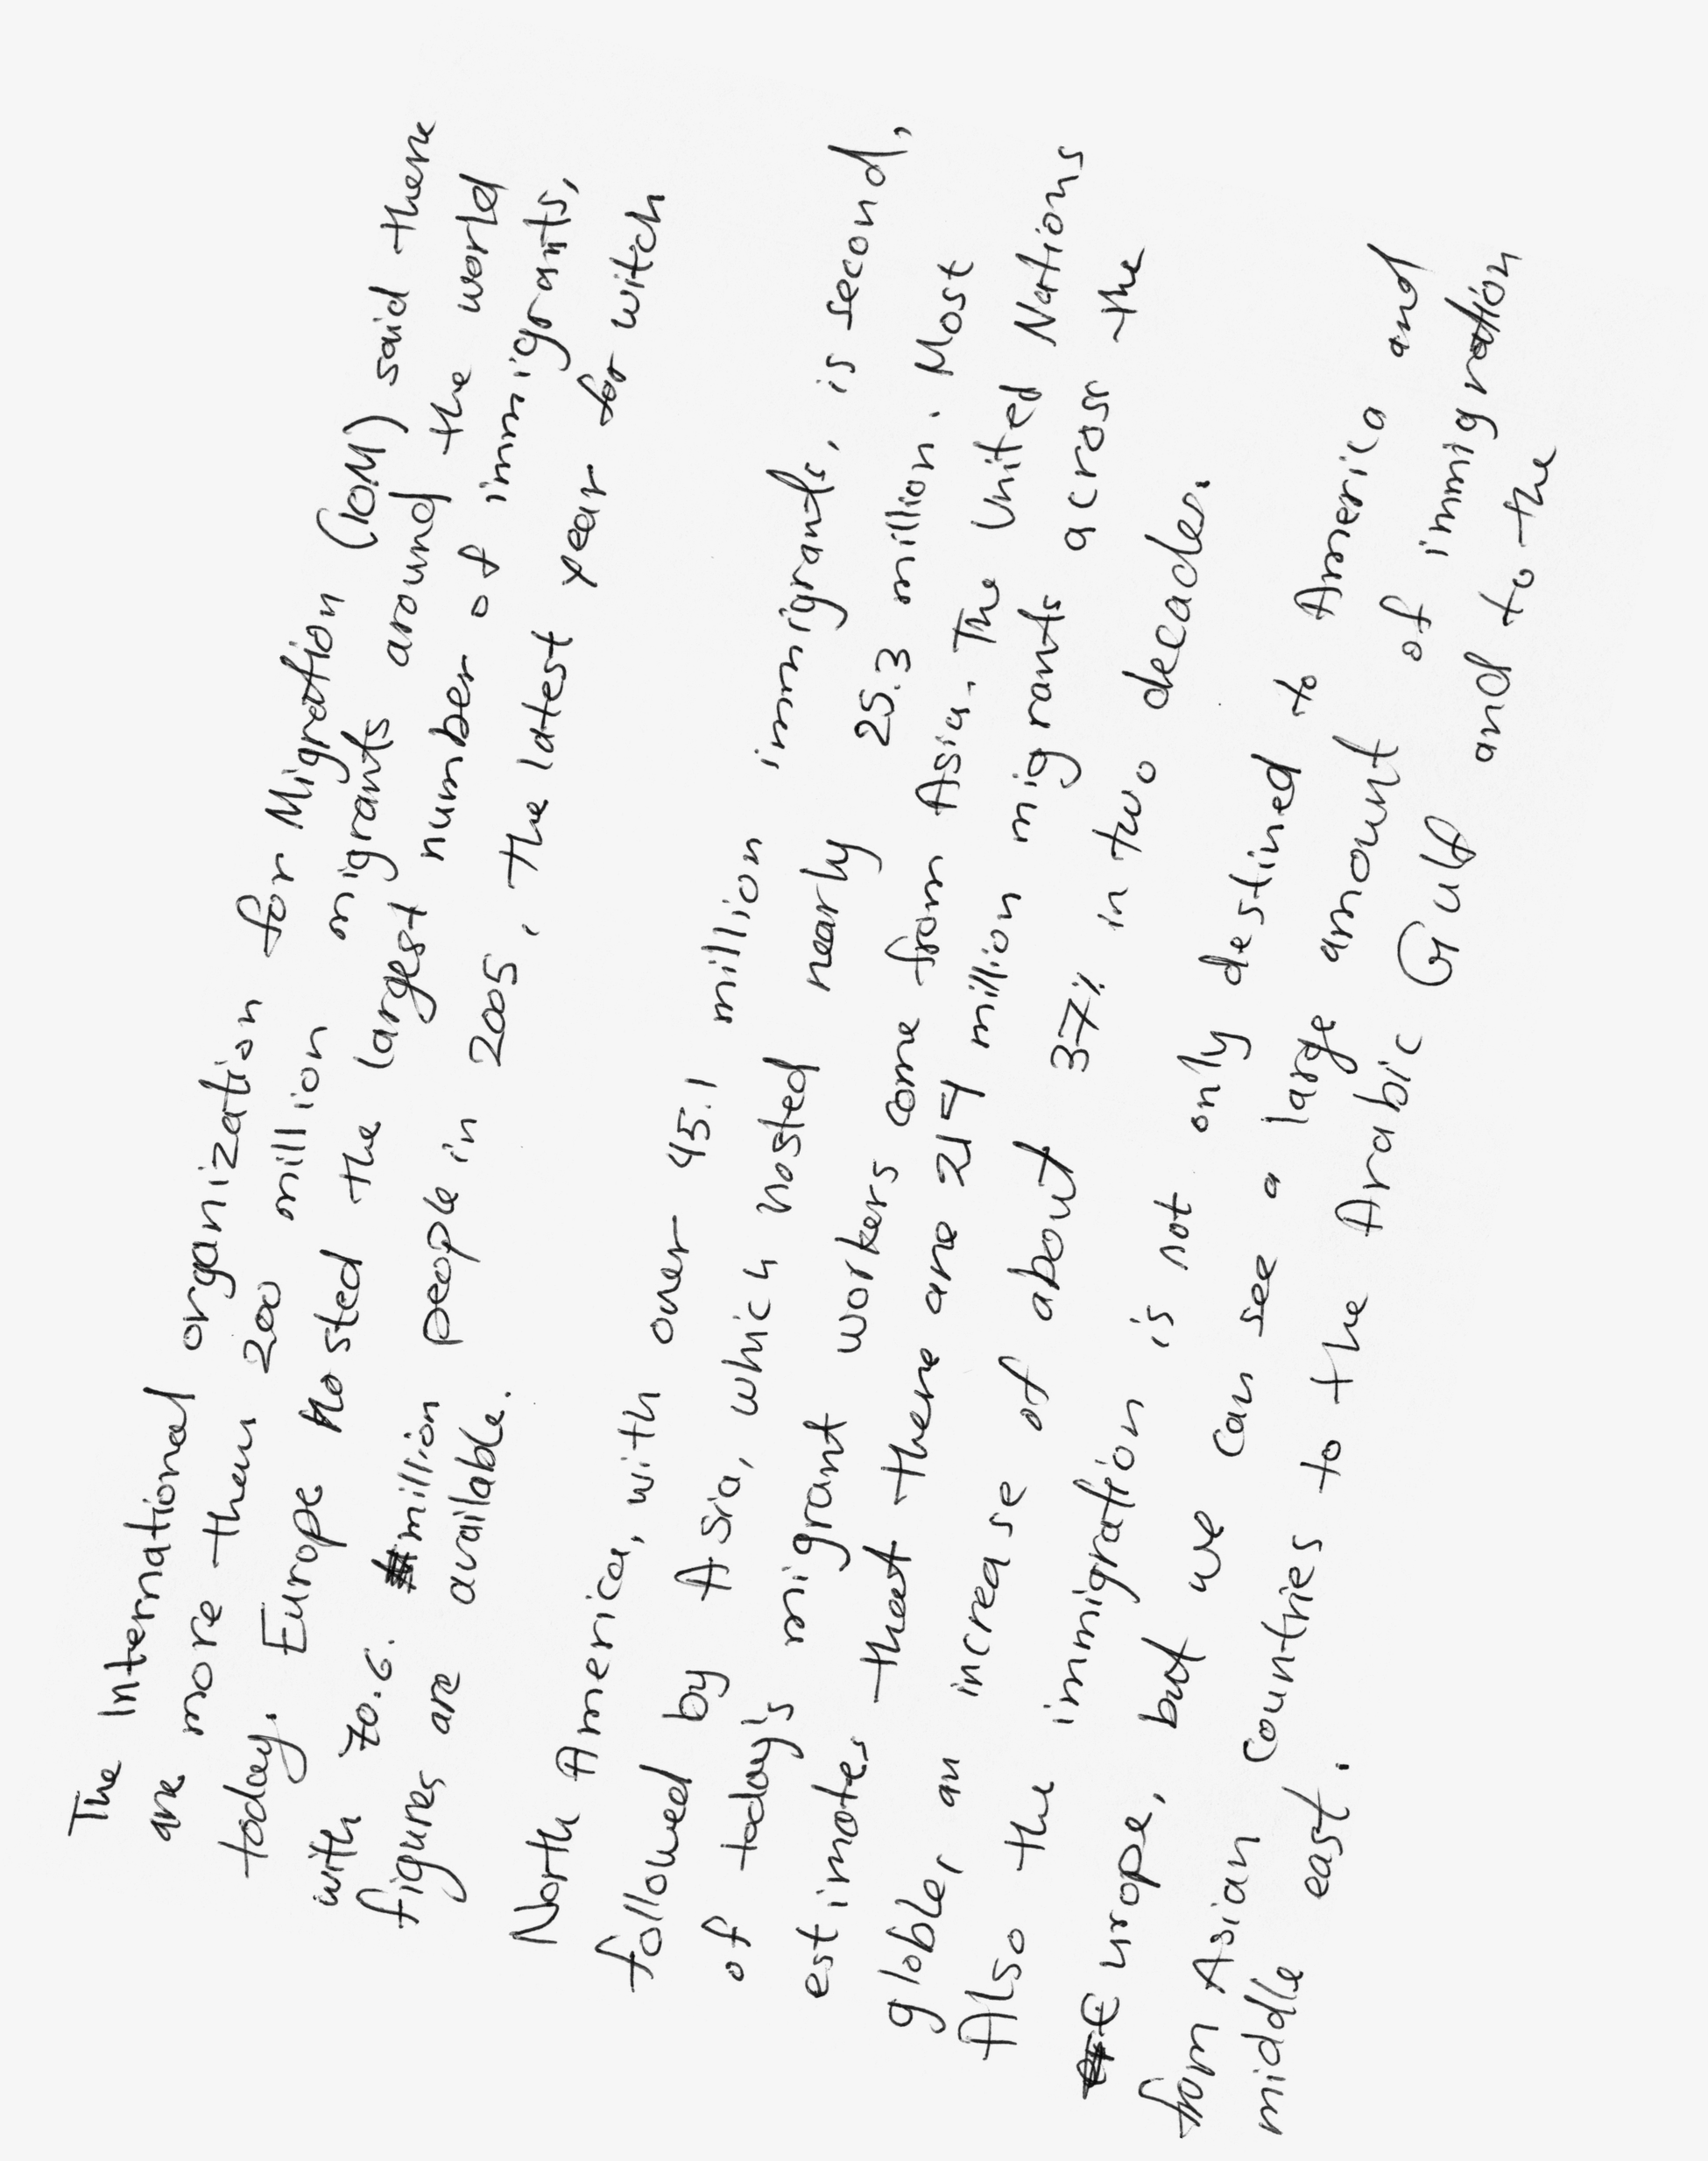 The International organization for Migration (IOM) said there
are more then 200 million migrants around the world
today. Europe Hosted the largest number of immigrants,
with 70.6. million people in 2005, the latest year for witch
figures are available.
North America, with over 45.1 million immigrants, is second,
followed by Asia, which hosted nearly 25.3 million. Most
of today's migrant workers come from Asia. The United Nations
estimates that there are 214 million migrants across the
globle, an increase of about 37% in two decades.
Also the immigration is not only destined to America and
Europe, but we can see a large amount of immigration
from Asian countries to the Arabic Gulf and to the
middle east.